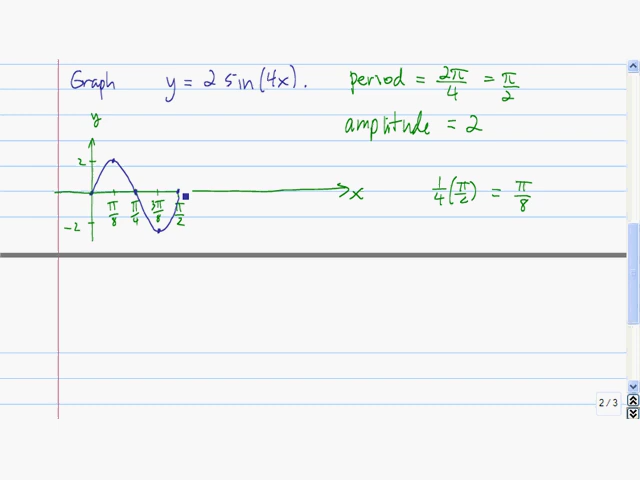 Graph y = 2 sin(4x). period = 2π/4 = π/2
amplitude = 2
y
2
x 1/4(π/2) = π/8
π/8 π/4 3π/8 π/2
-2
2 / 3